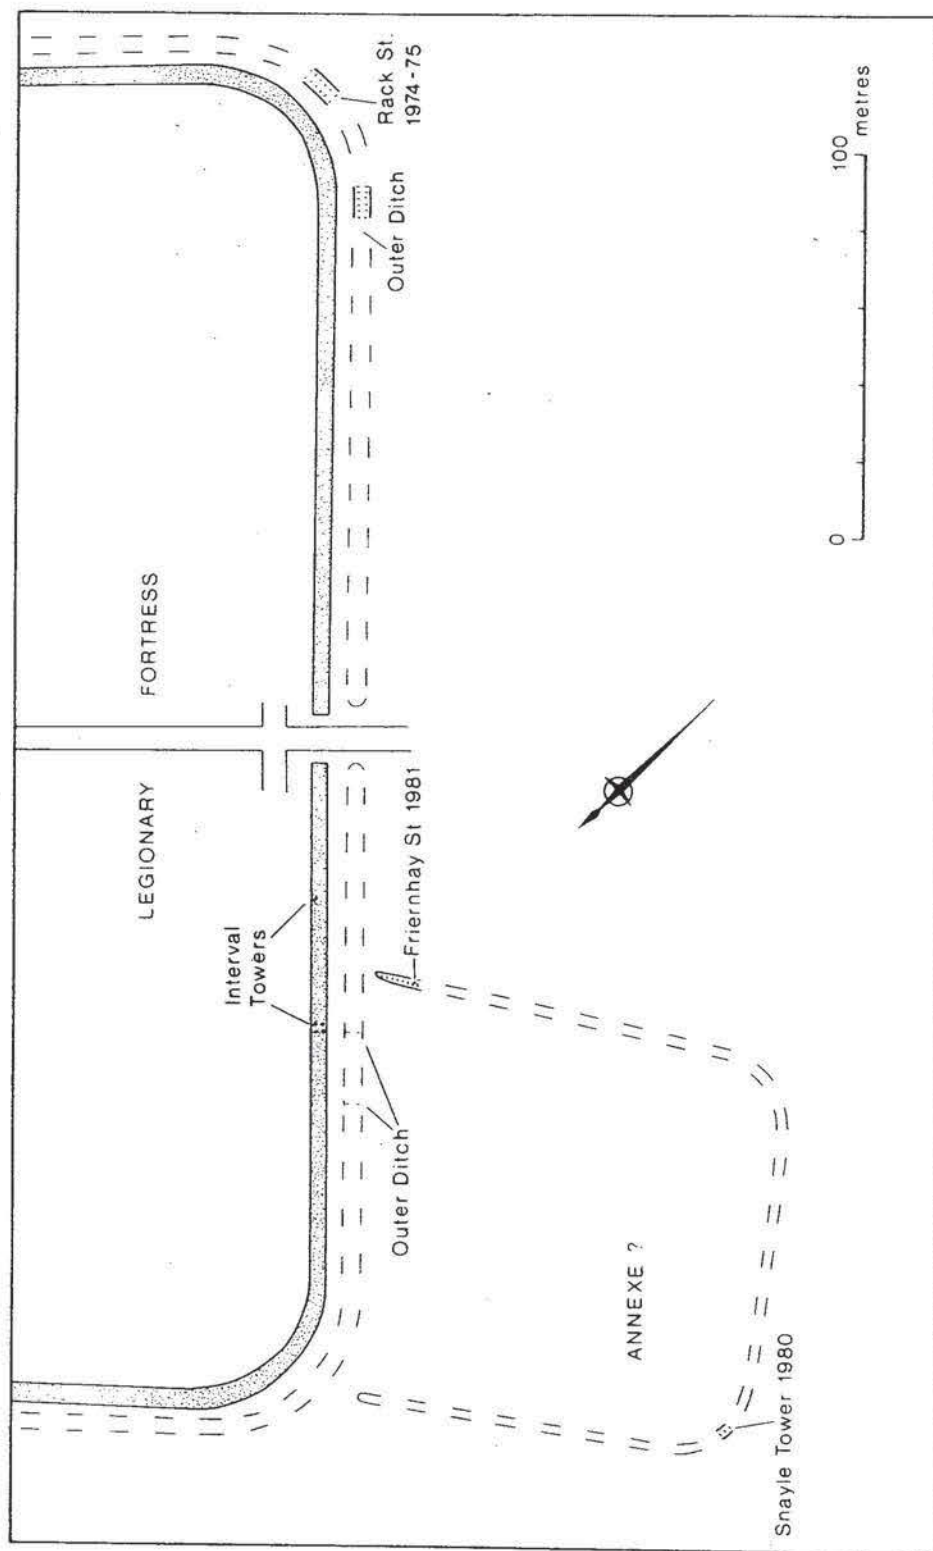 LEGIONARY
FORTRESS
Interval
Towers
Rack St.
1974-75
Outer Ditch
Friernhay St 1981
Outer Ditch
ANNEXE ?
Snayle Tower 1980
0
100
metres